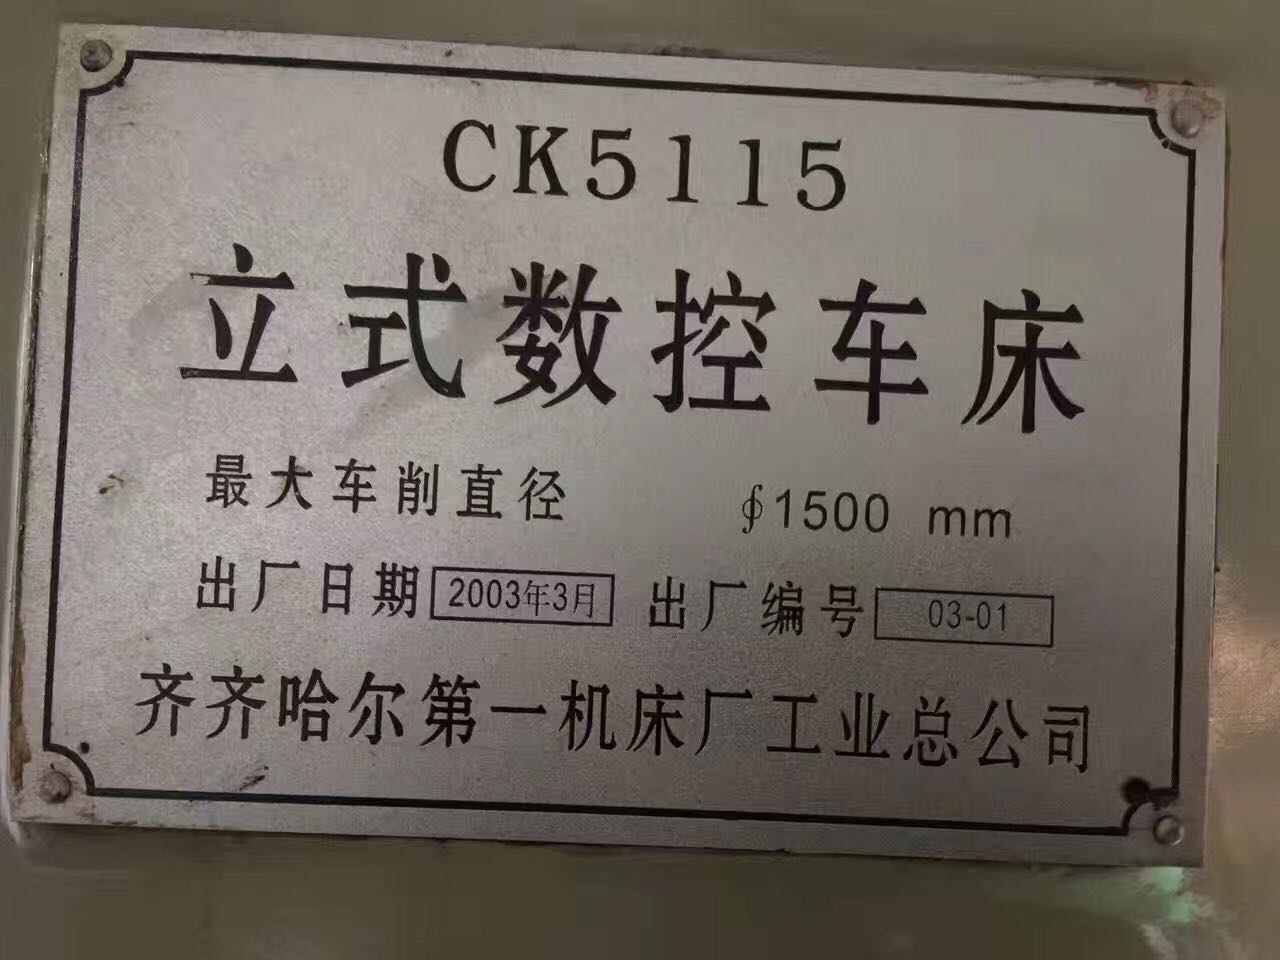 CK5115
立式数控车床
最大车削直径 ∮1500 mm
出厂日期 2003年3月 出厂编号 03-01
齐齐哈尔第一机床厂工业总公司